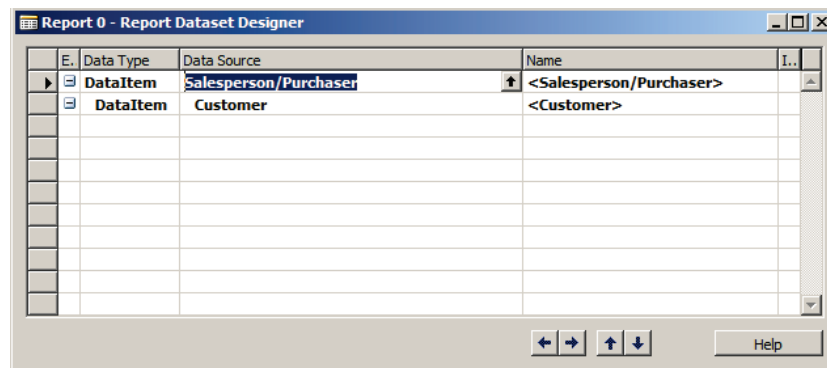 Report 0 - Report Dataset Designer
E. Data Type Data Source Name I..
DataItem Salesperson/Purchaser <Salesperson/Purchaser>
DataItem Customer <Customer>
Help